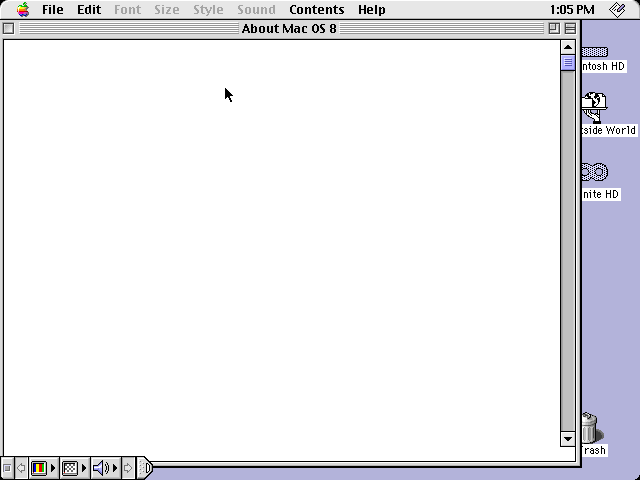 File Edit Font Size Style Sound Contents Help 1:05 PM
About Mac OS 8
ntosh HD
side World
nite HD
Trash